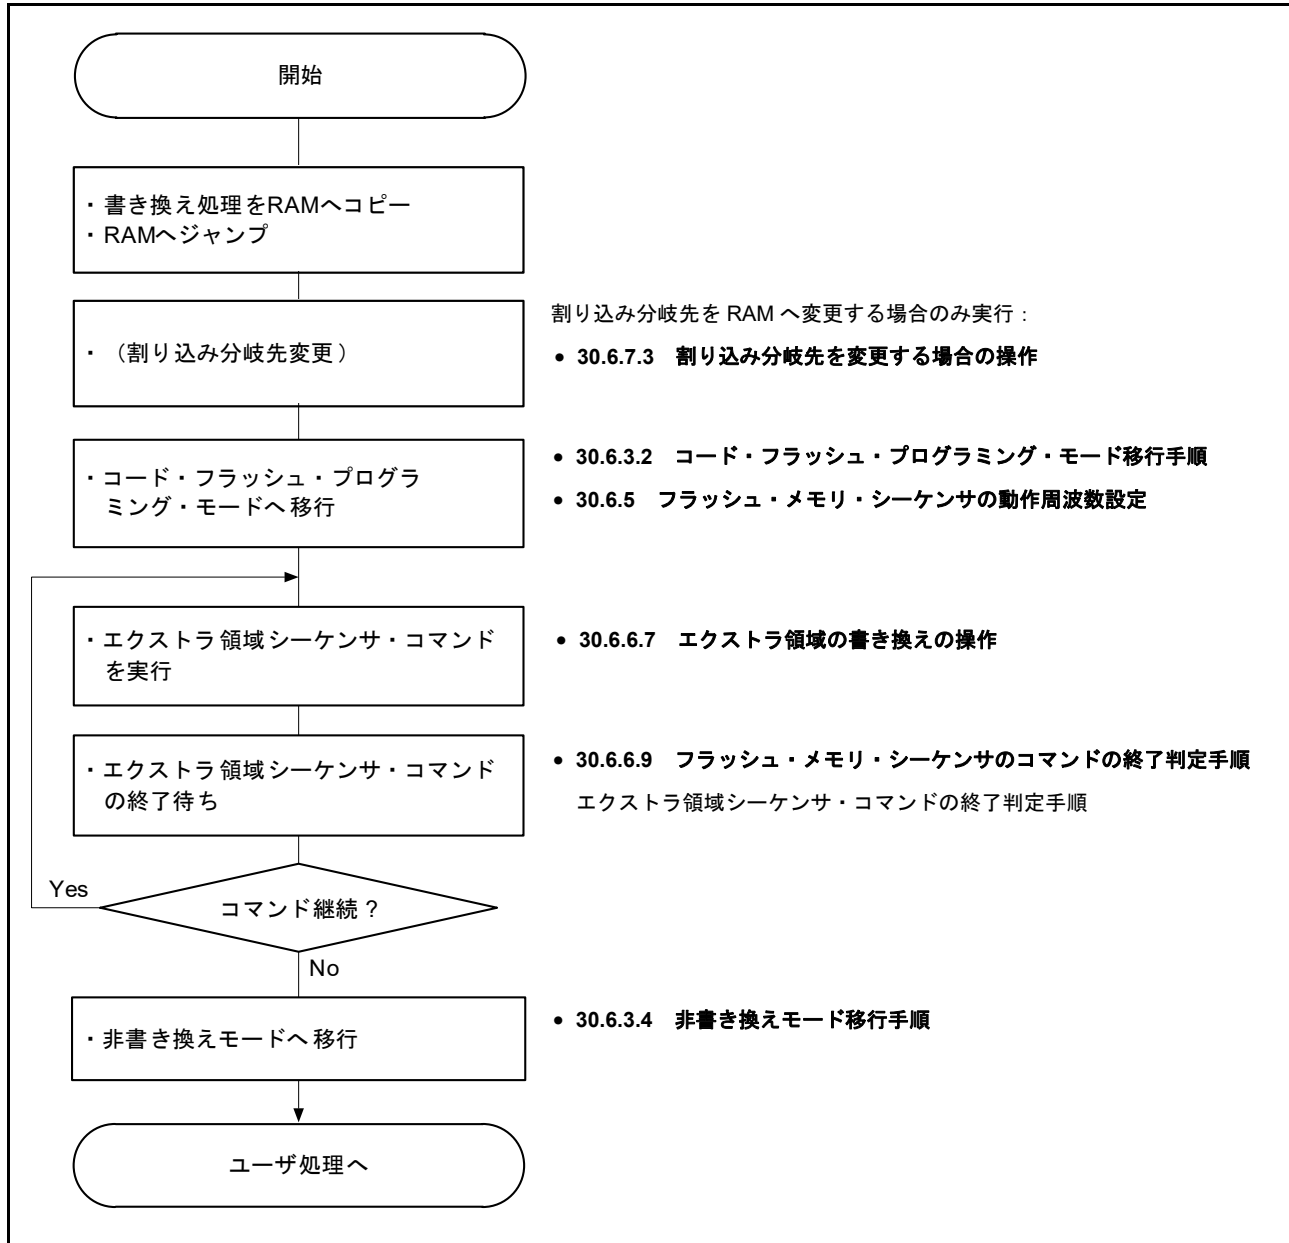 開始
・書き換え処理をRAMへコピー
・RAMへジャンプ
・（割り込み分岐先変更）
割り込み分岐先を RAM へ変更する場合のみ実行：
● 30.6.7.3 割り込み分岐先を変更する場合の操作
・コード・フラッシュ・プログラ
ミング・モードへ移行
● 30.6.3.2 コード・フラッシュ・プログラミング・モード移行手順
● 30.6.5 フラッシュ・メモリ・シーケンサの動作周波数設定
・エクストラ領域シーケンサ・コマンド
を実行
● 30.6.6.7 エクストラ領域の書き換えの操作
・エクストラ領域シーケンサ・コマンド
の終了待ち
● 30.6.6.9 フラッシュ・メモリ・シーケンサのコマンドの終了判定手順
エクストラ領域シーケンサ・コマンドの終了判定手順
Yes
コマンド継続？
No
・非書き換えモードへ移行
● 30.6.3.4 非書き換えモード移行手順
ユーザ処理へ